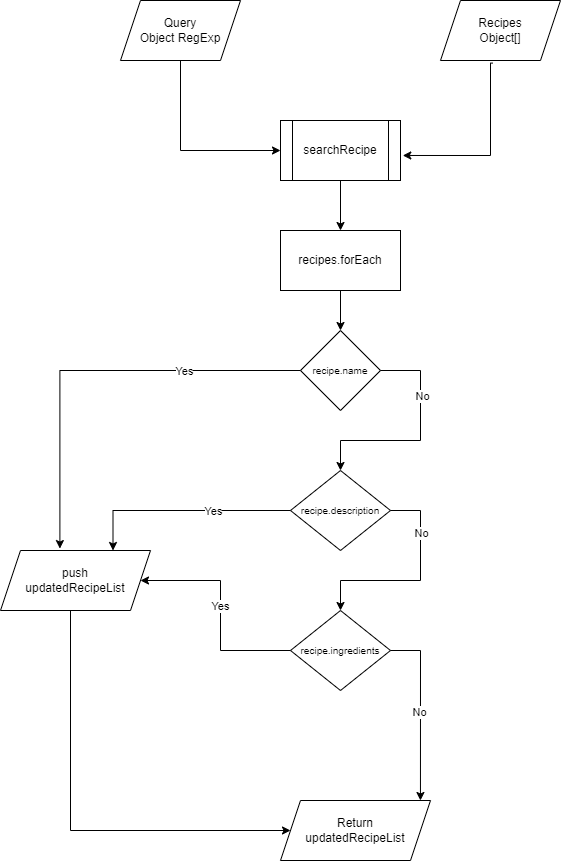 Query
Object RegExp
Recipes
Object[]
searchRecipe
recipes.forEach
recipe.name
Yes
No
recipe.description
Yes
No
push
updatedRecipeList
Yes
recipe.ingredients
No
Return
updatedRecipeList